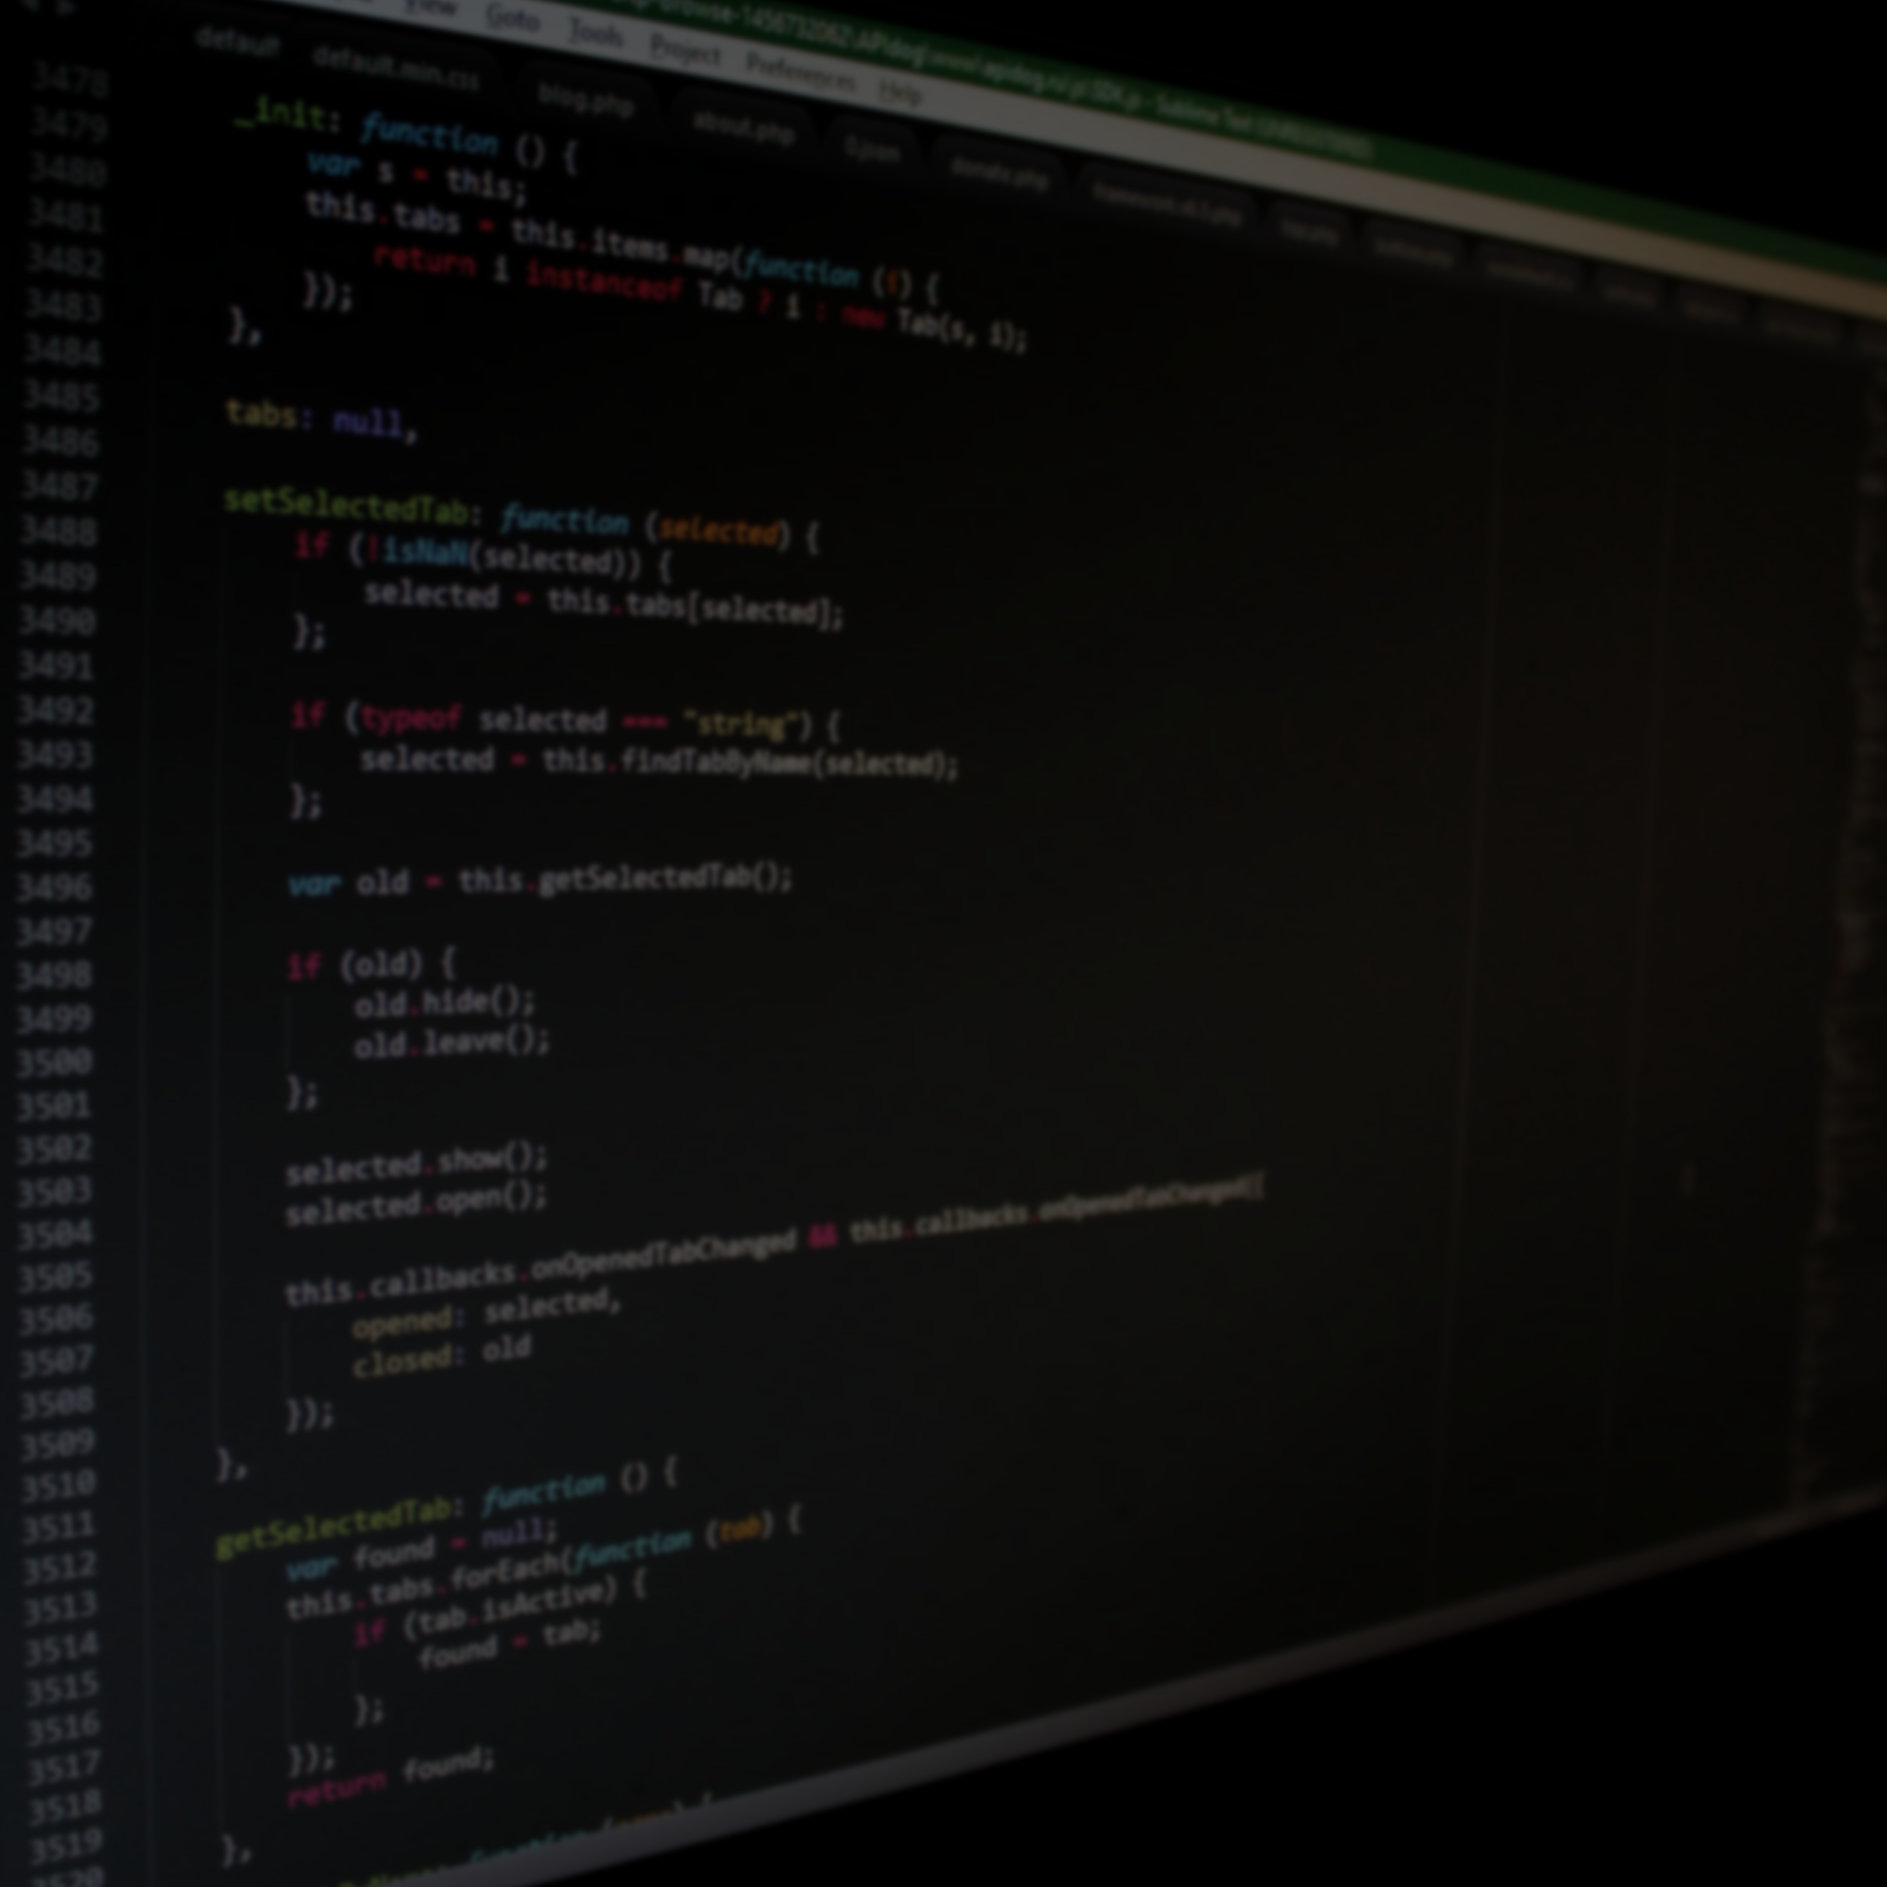 View Goto Tools Project Preferences Help
default default.min.css blog.php about.php 0.json donate.php
3478
3479 _init: function () {
3480 var s = this;
3481 this.tabs = this.items.map(function (i) {
3482 return i instanceof Tab ? i : new Tab(s, i);
3483 });
3484 },
3485
3486 tabs: null,
3487
3488 setSelectedTab: function (selected) {
3489 if (!isNaN(selected)) {
3490 selected = this.tabs[selected];
3491 };
3492
3493 if (typeof selected === "string") {
3494 selected = this.findTabByName(selected);
3495 };
3496
3497 var old = this.getSelectedTab();
3498
3499 if (old) {
3500 old.hide();
3501 old.leave();
3502 };
3503
3504 selected.show();
3505 selected.open();
3506
3507 this.callbacks.onOpenedTabChanged && this.callbacks.onOpenedTabChanged({
3508 opened: selected,
3509 closed: old
3510 });
3511 },
3512
3513 getSelectedTab: function () {
3514 var found = null;
3515 this.tabs.forEach(function (tab) {
3516 if (tab.isActive) {
3517 found = tab;
3518 };
3519 });
3520 return found;
},
function